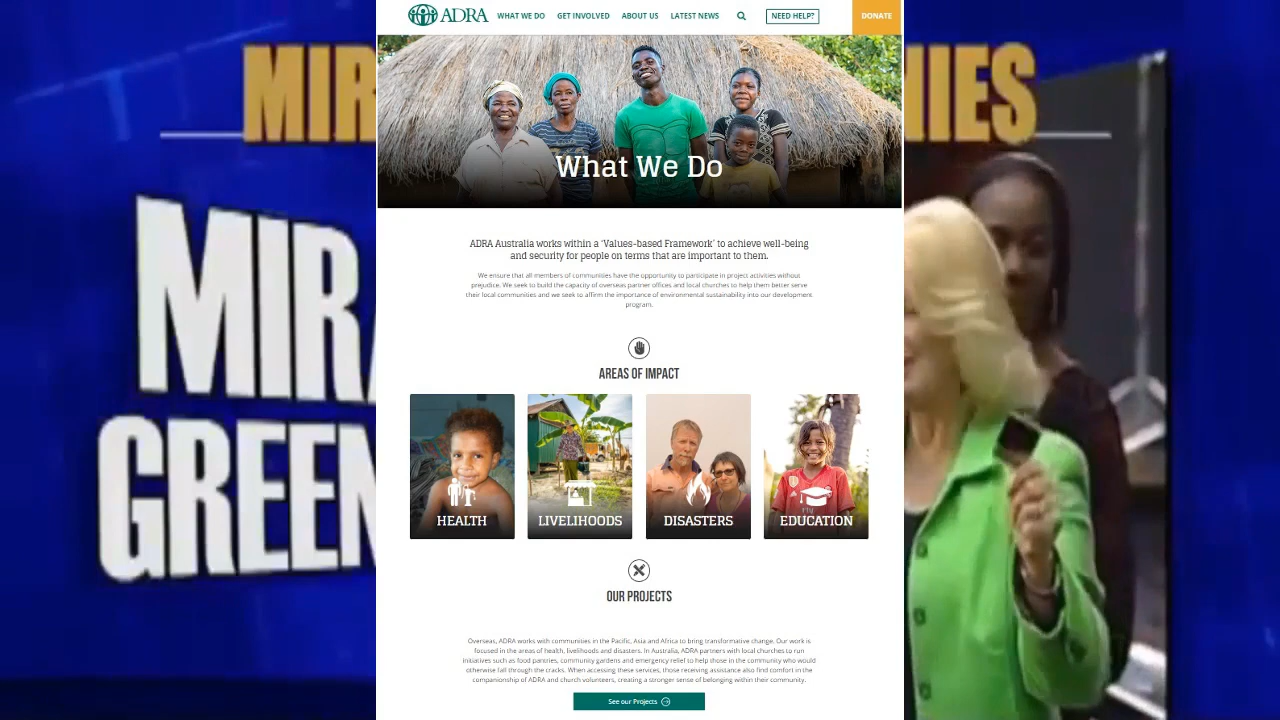 ADRA
WHAT WE DO
GET INVOLVED
ABOUT US
LATEST NEWS
NEED HELP?
DONATE
What We Do
ADRA Australia works within a 'Values-based Framework' to achieve well-being
and security for people on terms that are important to them.
We ensure that all members of communities have the opportunity to participate in project activities without
prejudice. We seek to build the capacity of overseas partner offices and local churches to help them better serve
their local communities and we seek to affirm the importance of environmental sustainability into our development
program.
AREAS OF IMPACT
HEALTH
LIVELIHOODS
DISASTERS
EDUCATION
OUR PROJECTS
Overseas, ADRA works with communities in the Pacific, Asia and Africa to bring transformative change. Our work is
focused in the areas of health, livelihoods and disasters. In Australia, ADRA partners with local churches to run
initiatives such as food pantries, community gardens and emergency relief to help those in the community who would
otherwise fall through the cracks. When accessing these services, those receiving assistance also find comfort in the
companionship of ADRA and church volunteers, creating a stronger sense of belonging within their community.
See our Projects
MIR
NIES
MIRA
GREEN